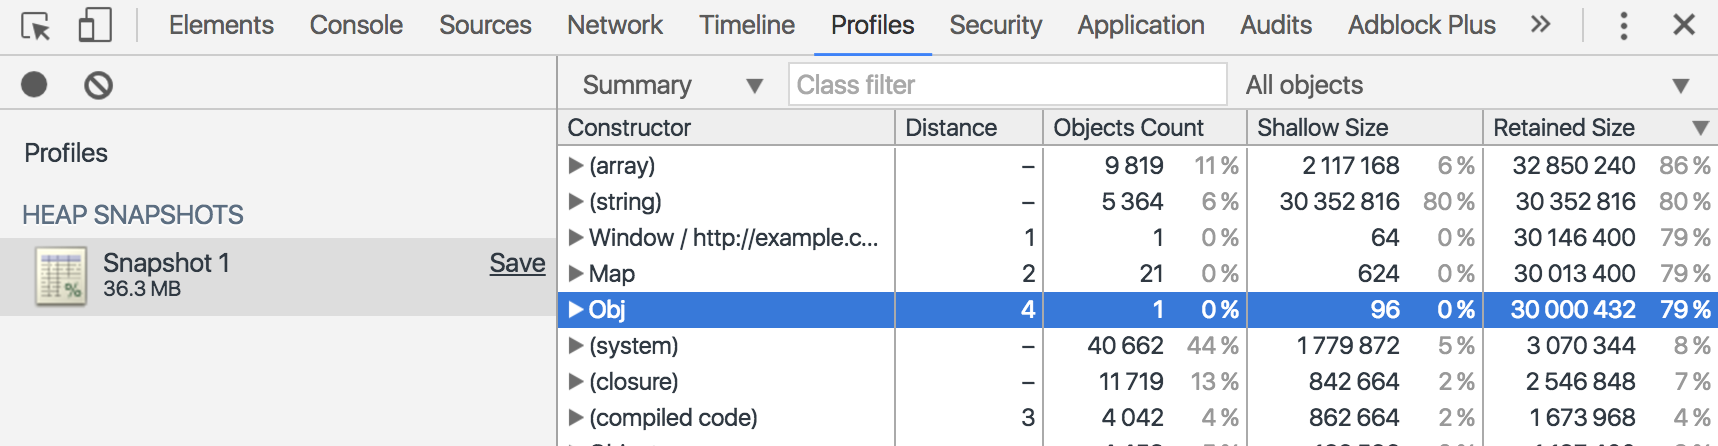 Elements Console Sources Network Timeline Profiles Security Application Audits Adblock Plus »
Summary ▼ Class filter All objects ▼
Profiles
HEAP SNAPSHOTS
Snapshot 1 Save
36.3 MB
Constructor Distance Objects Count Shallow Size Retained Size ▼
(array) – 9 819 11 % 2 117 168 6 % 32 850 240 86 %
(string) – 5 364 6 % 30 352 816 80 % 30 352 816 80 %
Window / http://example.c... 1 1 0 % 64 0 % 30 146 400 79 %
Map 2 21 0 % 624 0 % 30 013 400 79 %
Obj 4 1 0 % 96 0 % 30 000 432 79 %
(system) – 40 662 44 % 1 779 872 5 % 3 070 344 8 %
(closure) – 11 719 13 % 842 664 2 % 2 546 848 7 %
(compiled code) 3 4 042 4 % 862 664 2 % 1 673 968 4 %